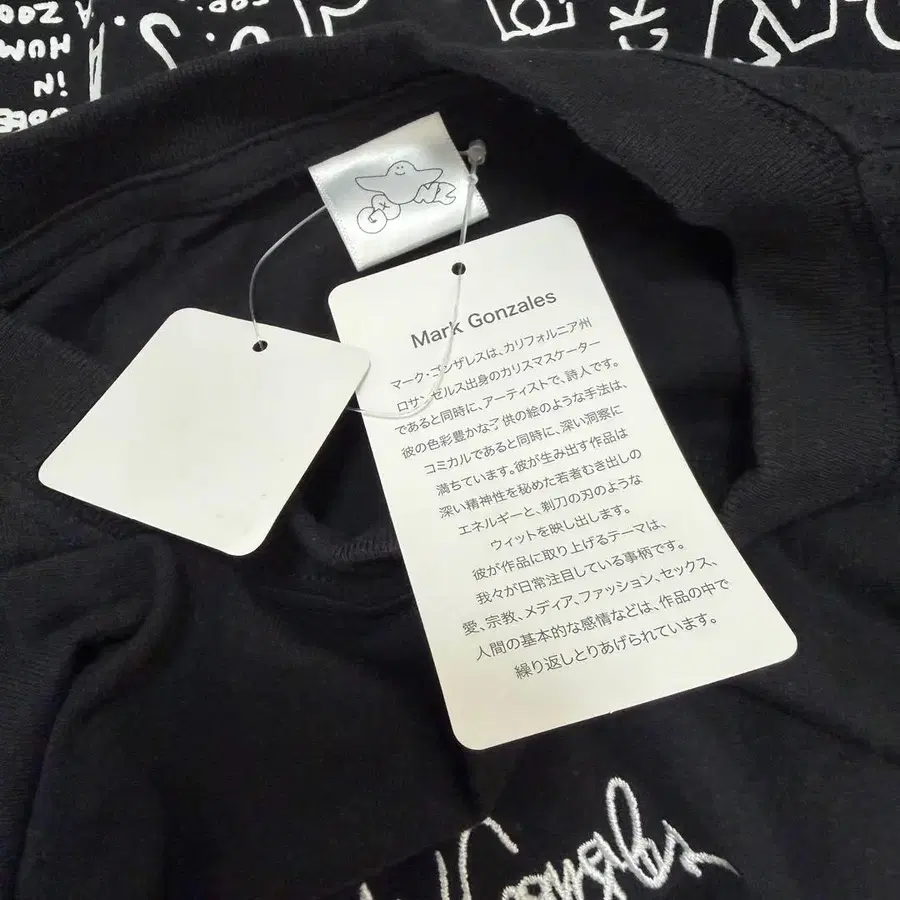 ZOO A
HUM
IN
GO NZ
Mark Gonzales
マーク・ゴンザレスは、カリフォルニア州
ロサンゼルス出身のカリスマスケーター
であると同時に、アーティストで、詩人です。
彼の色彩豊かな子供の絵のような手法は、
コミカルであると同時に、深い洞察に
満ちています。彼が生み出す作品は
深い精神性を秘めた若者むき出しの
エネルギーと、剃刀の刃のような
ウィットを映し出します。
彼が作品に取り上げるテーマは、
我々が日常注目している事柄です。
愛、宗教、メディア、ファッション、セックス、
人間の基本的な感情などは、作品の中で
繰り返しとりあげられています。
Gonzales